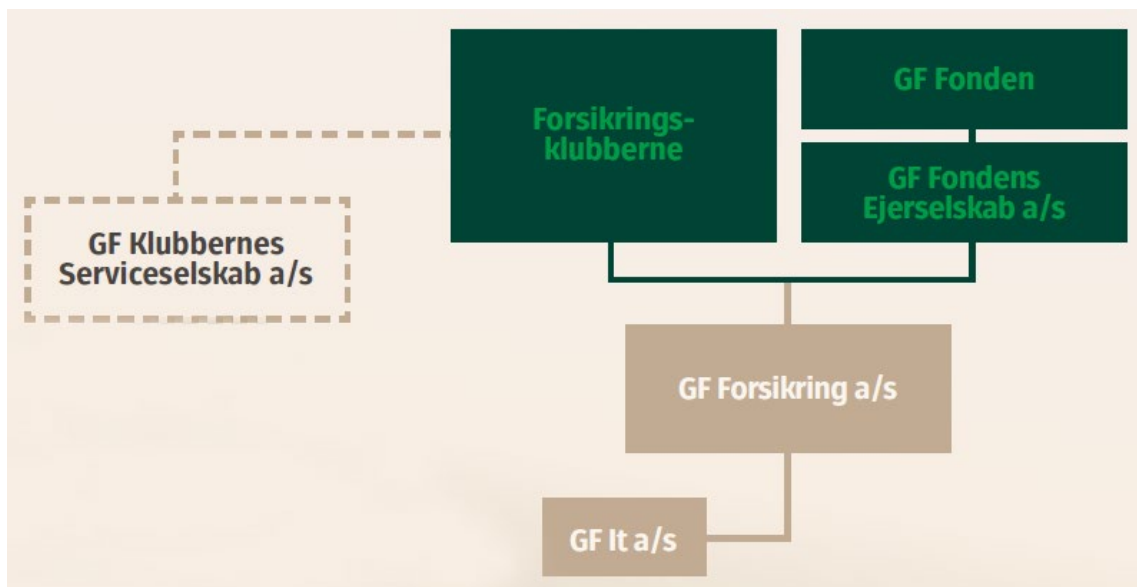 Forsikrings-
klubberne
GF Fonden
GF Fondens
Ejerselskab a/s
GF Klubbernes
Serviceselskab a/s
GF Forsikring a/s
GF It a/s